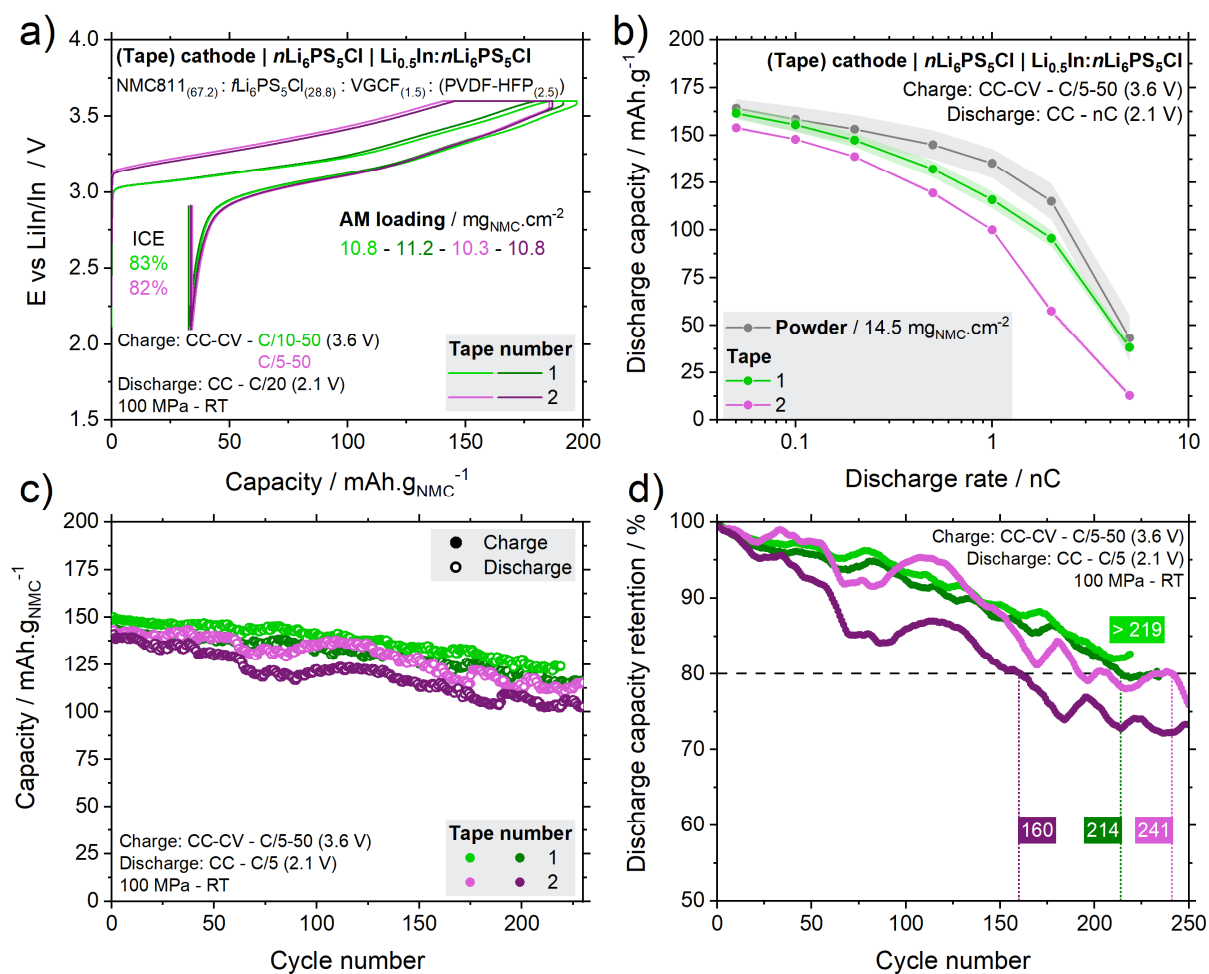 a)
(Tape) cathode | nLi6PS5Cl | Li0.5In:nLi6PS5Cl
NMC811(67.2) : fLi6PS5Cl(28.8) : VGCF(1.5) : (PVDF-HFP(2.5))
4.0
3.5
3.0
2.5
2.0
1.5
E vs LiIn/In / V
AM loading / mgNMC.cm-2
10.8 - 11.2 - 10.3 - 10.8
ICE
83%
82%
Charge: CC-CV - C/10-50 (3.6 V)
C/5-50
Discharge: CC - C/20 (2.1 V)
100 MPa - RT
Tape number
1
2
0 50 100 150 200
Capacity / mAh.gNMC-1
b)
(Tape) cathode | nLi6PS5Cl | Li0.5In:nLi6PS5Cl
Charge: CC-CV - C/5-50 (3.6 V)
Discharge: CC - nC (2.1 V)
200
175
150
125
100
75
50
25
0
Discharge capacity / mAh.g-1
Powder / 14.5 mgNMC.cm-2
Tape
1
2
0.1 1 10
Discharge rate / nC
c)
200
175
150
125
100
75
50
25
0
Capacity / mAh.gNMC-1
Charge
Discharge
Charge: CC-CV - C/5-50 (3.6 V)
Discharge: CC - C/5 (2.1 V)
100 MPa - RT
Tape number
1
2
0 50 100 150 200
Cycle number
d)
100
90
80
70
60
50
Discharge capacity retention / %
Charge: CC-CV - C/5-50 (3.6 V)
Discharge: CC - C/5 (2.1 V)
100 MPa - RT
> 219
160 214 241
0 50 100 150 200 250
Cycle number